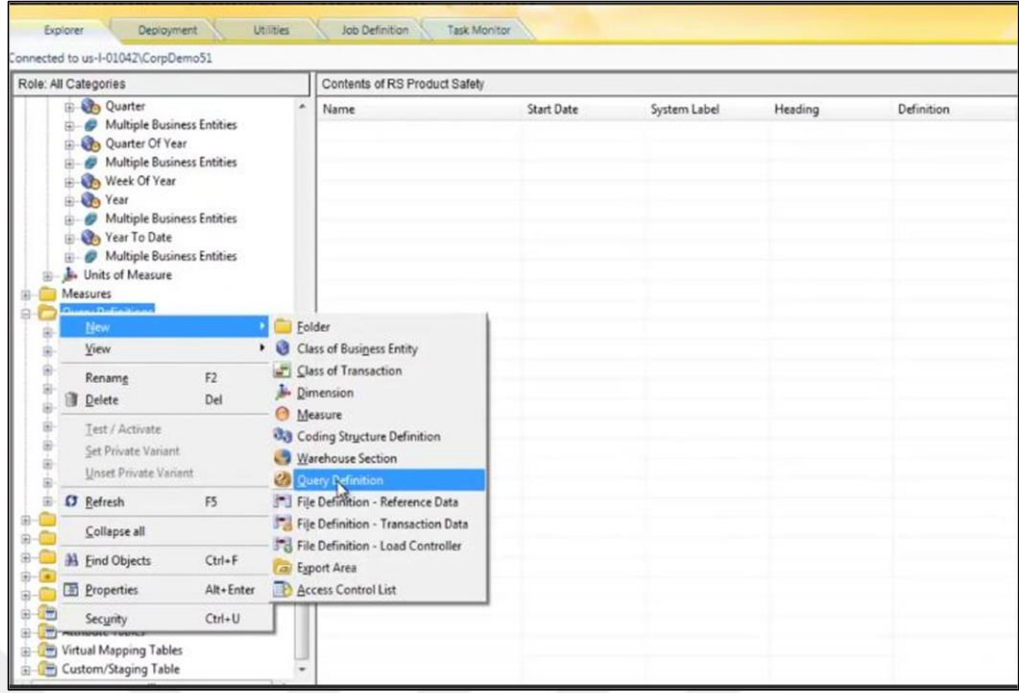 Explorer Deployment Utilities Job Definition Task Monitor
Connected to us-l-01042\CorpDemo51
Role: All Categories
Contents of RS Product Safety
Name Start Date System Label Heading Definition
Quarter
Multiple Business Entities
Quarter Of Year
Multiple Business Entities
Week Of Year
Year
Multiple Business Entities
Year To Date
Multiple Business Entities
Units of Measure
Measures
Query Definitions
New
View
Rename F2
Delete Del
Test / Activate
Set Private Variant
Unset Private Variant
Refresh F5
Collapse all
Find Objects Ctrl+F
Properties Alt+Enter
Security Ctrl+U
Folder
Class of Business Entity
Class of Transaction
Dimension
Measure
Coding Structure Definition
Warehouse Section
Query Definition
File Definition - Reference Data
File Definition - Transaction Data
File Definition - Load Controller
Export Area
Access Control List
Attribute Tables
Virtual Mapping Tables
Custom/Staging Table